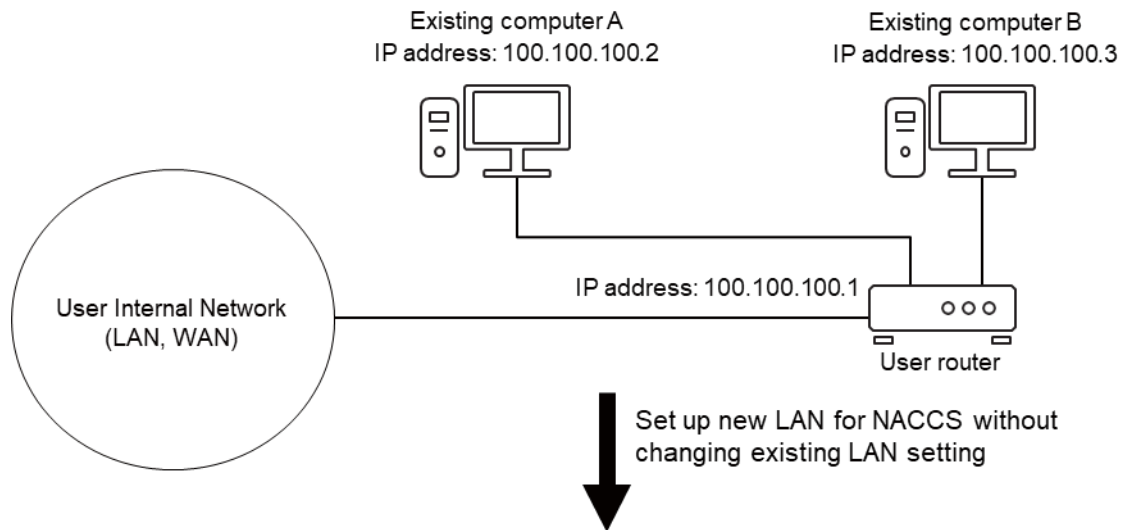 Existing computer A
IP address: 100.100.100.2
Existing computer B
IP address: 100.100.100.3
User Internal Network
(LAN, WAN)
IP address: 100.100.100.1
User router
Set up new LAN for NACCS without
changing existing LAN setting